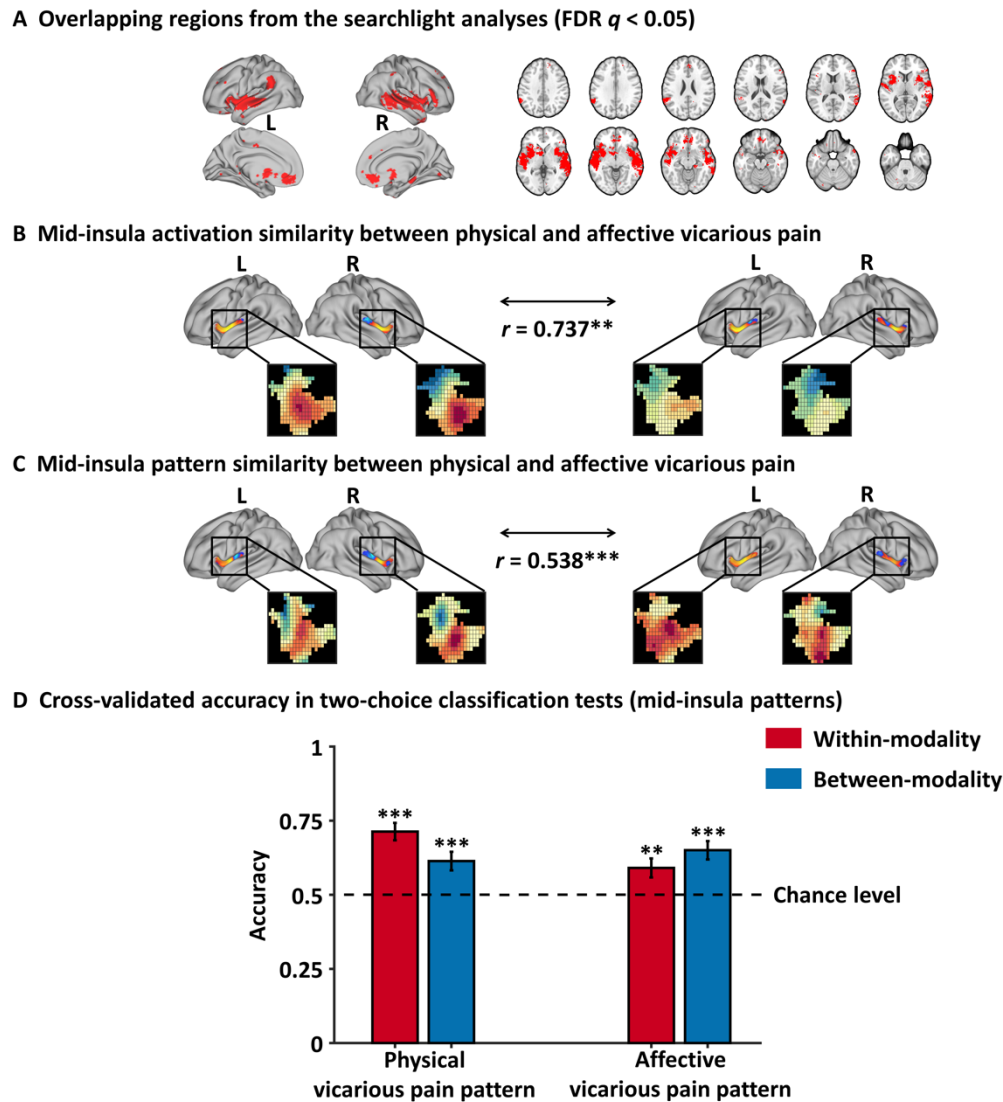 A Overlapping regions from the searchlight analyses (FDR q < 0.05)
L R
B Mid-insula activation similarity between physical and affective vicarious pain
L R L R
r = 0.737**
C Mid-insula pattern similarity between physical and affective vicarious pain
L R L R
r = 0.538***
D Cross-validated accuracy in two-choice classification tests (mid-insula patterns)
Within-modality
Between-modality
1
0.75
0.5
0.25
0
Accuracy
*** *** ** ***
Chance level
Physical Affective
vicarious pain pattern vicarious pain pattern